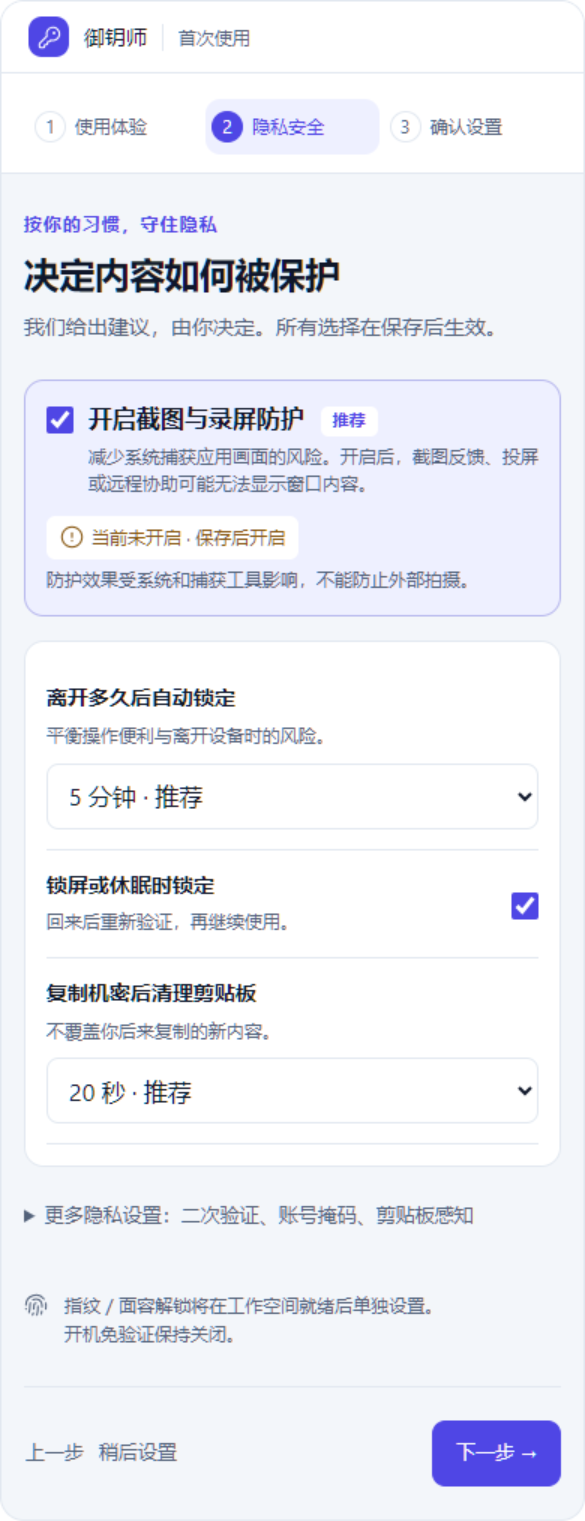 御钥师 首次使用
1 使用体验 2 隐私安全 3 确认设置
按你的习惯，守住隐私
决定内容如何被保护
我们给出建议，由你决定。所有选择在保存后生效。
开启截图与录屏防护 推荐
减少系统捕获应用画面的风险。开启后，截图反馈、投屏
或远程协助可能无法显示窗口内容。
当前未开启 · 保存后开启
防护效果受系统和捕获工具影响，不能防止外部拍摄。
离开多久后自动锁定
平衡操作便利与离开设备时的风险。
5 分钟 · 推荐
锁屏或休眠时锁定
回来后重新验证，再继续使用。
复制机密后清理剪贴板
不覆盖你后来复制的新内容。
20 秒 · 推荐
更多隐私设置：二次验证、账号掩码、剪贴板感知
指纹 / 面容解锁将在工作空间就绪后单独设置。
开机免验证保持关闭。
上一步 稍后设置 下一步 →